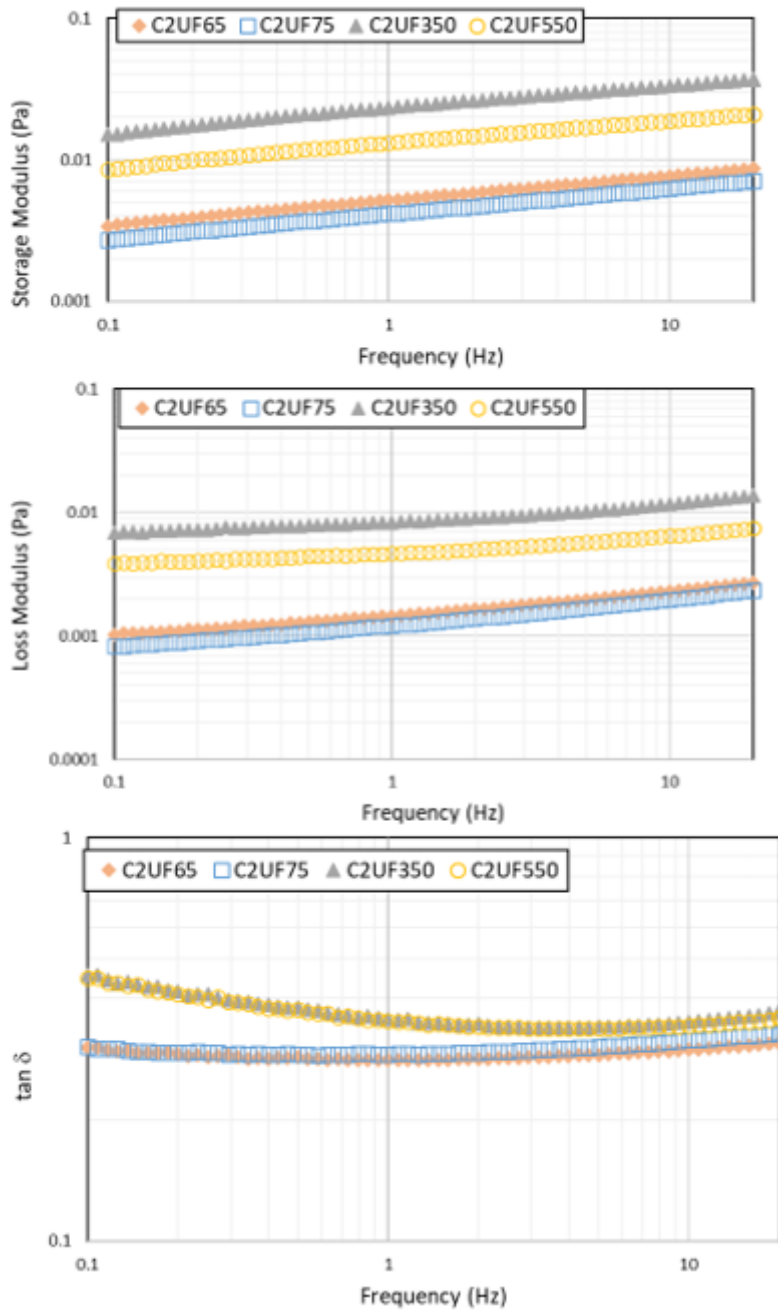 C2UF65 C2UF75 C2UF350 C2UF550
0.1
0.01
0.001
Storage Modulus (Pa)
0.1 1 10
Frequency (Hz)
C2UF65 C2UF75 C2UF350 C2UF550
0.1
0.01
0.001
0.0001
Loss Modulus (Pa)
0.1 1 10
Frequency (Hz)
C2UF65 C2UF75 C2UF350 C2UF550
1
0.1
tan δ
0.1 1 10
Frequency (Hz)